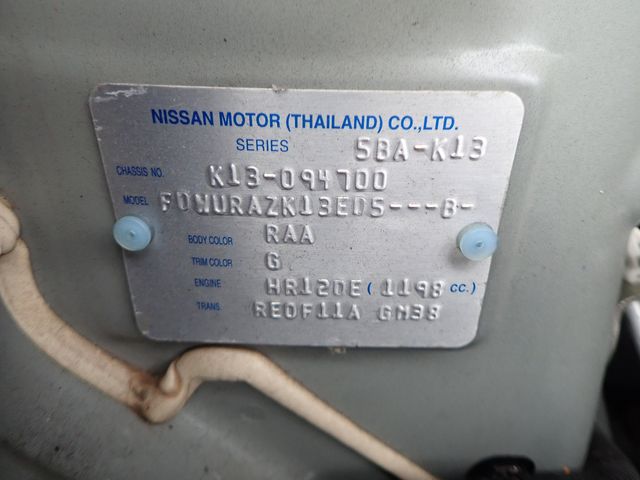 NISSAN MOTOR (THAILAND) CO.,LTD.
SERIES 5BA-K13
CHASSIS NO. K13-094700
MODEL FDWURAZK13EDS---B-
BODY COLOR RAA
TRIM COLOR G
ENGINE HR12DE ( 1198 CC.)
TRANS. RE0F11A GM38